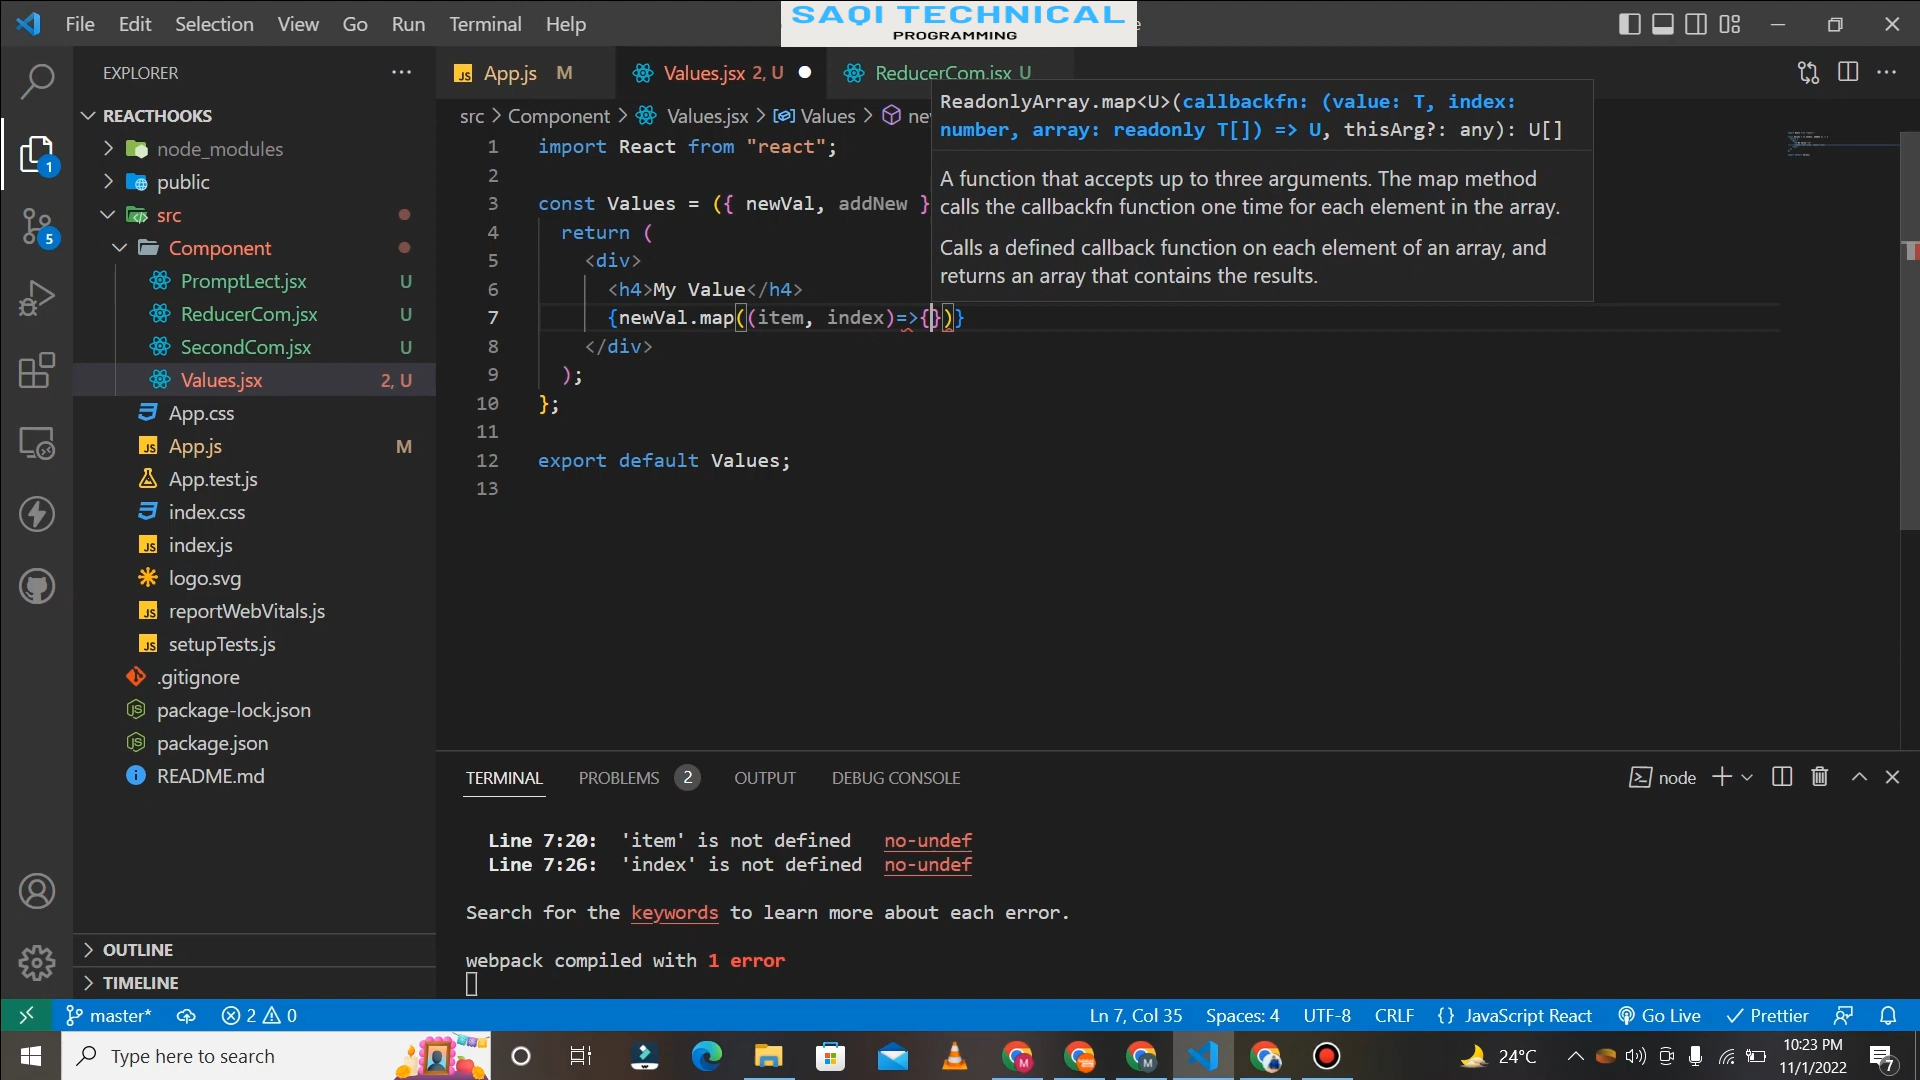 File Edit Selection View Go Run Terminal Help
SAQI TECHNICAL
PROGRAMMING
EXPLORER
App.js M
Values.jsx 2, U
ReducerCom.jsx U
REACTHOOKS
node_modules
public
src
Component
PromptLect.jsx U
ReducerCom.jsx U
SecondCom.jsx U
Values.jsx 2, U
App.css
App.js M
App.test.js
index.css
index.js
logo.svg
reportWebVitals.js
setupTests.js
.gitignore
package-lock.json
package.json
README.md
OUTLINE
TIMELINE
1
5
src > Component > Values.jsx > Values >
ReadonlyArray.map<U>(callbackfn: (value: T, index:
number, array: readonly T[]) => U, thisArg?: any): U[]
A function that accepts up to three arguments. The map method
calls the callbackfn function one time for each element in the array.
Calls a defined callback function on each element of an array, and
returns an array that contains the results.
1 import React from "react";
2
3 const Values = ({ newVal, addNew }
4 return (
5 <div>
6 <h4>My Value</h4>
7 {newVal.map((item, index)=>{})}
8 </div>
9 );
10 };
11
12 export default Values;
13
TERMINAL PROBLEMS 2 OUTPUT DEBUG CONSOLE
node
Line 7:20: 'item' is not defined no-undef
Line 7:26: 'index' is not defined no-undef
Search for the keywords to learn more about each error.
webpack compiled with 1 error
master* 2 0 Ln 7, Col 35 Spaces: 4 UTF-8 CRLF {} JavaScript React Go Live Prettier
Type here to search
24°C
10:23 PM
11/1/2022
7